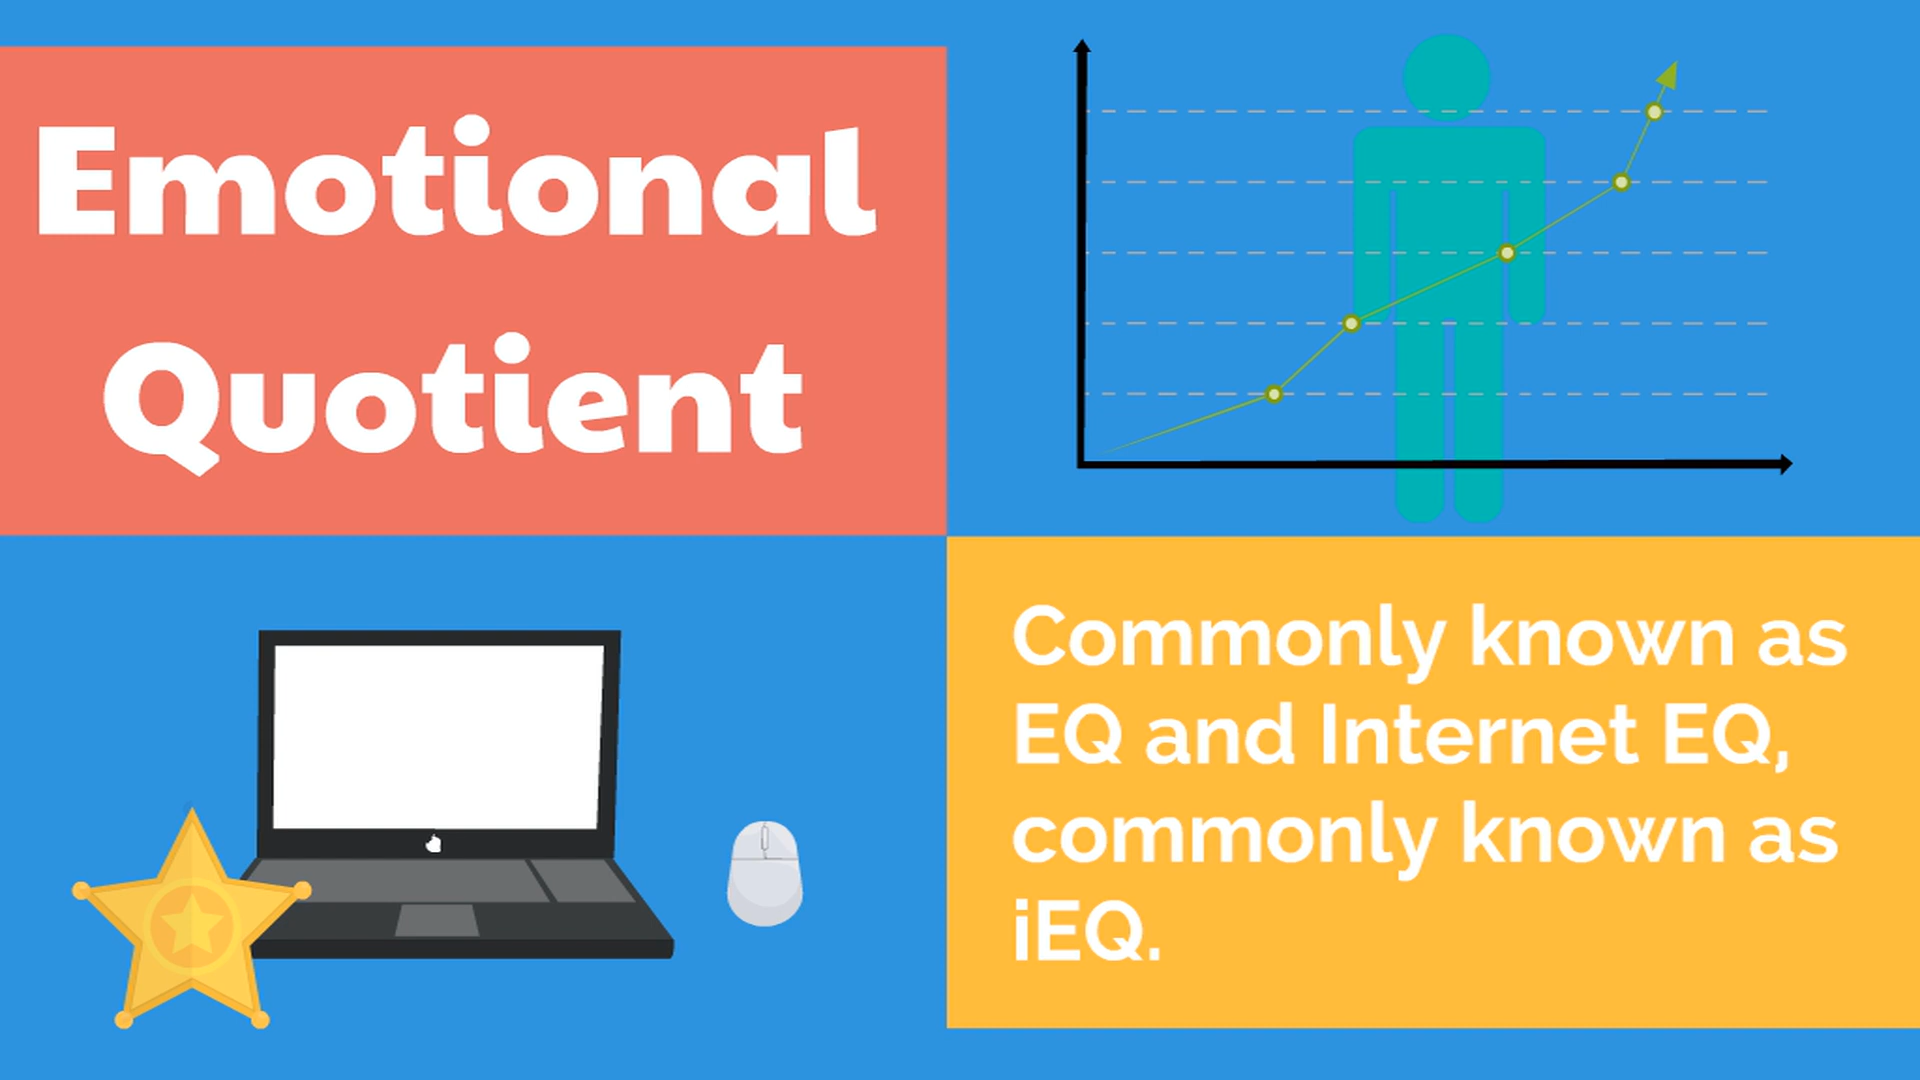 Emotional
Quotient
Commonly known as
EQ and Internet EQ,
commonly known as
iEQ.